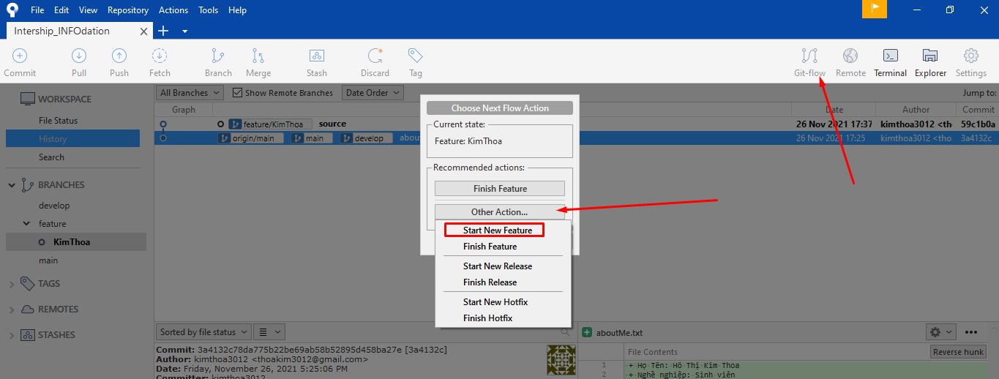 File Edit View Repository Actions Tools Help
Intership_INFOdation
Commit Pull Push Fetch Branch Merge Stash Discard Tag Git-flow Remote Terminal Explorer Settings
WORKSPACE
File Status
History
Search
BRANCHES
develop
feature
KimThoa
main
TAGS
REMOTES
STASHES
All Branches Show Remote Branches Date Order Jump to:
Graph Date Author Commit
feature/KimThoa source 26 Nov 2021 17:37 kimthoa3012 <tho 59c1b0a
origin/main main develop 26 Nov 2021 17:25 kimthoa3012 <tho 3a4132c
Choose Next Flow Action
Current state:
Feature: KimThoa
Recommended actions:
Finish Feature
Other Action...
Start New Feature
Finish Feature
Start New Release
Finish Release
Start New Hotfix
Finish Hotfix
Sorted by file status
Commit: 3a4132c78da775b22be69ab58b52895d458ba27e [3a4132c]
Author: kimthoa3012 <thoakim3012@gmail.com>
Date: Friday, November 26, 2021 5:25:06 PM
Committer: kimthoa3012
aboutMe.txt
File Contents Reverse hunk
1 + Họ Tên: Hồ Thị Kim Thoa
2 + Nghề nghiệp: Sinh viên